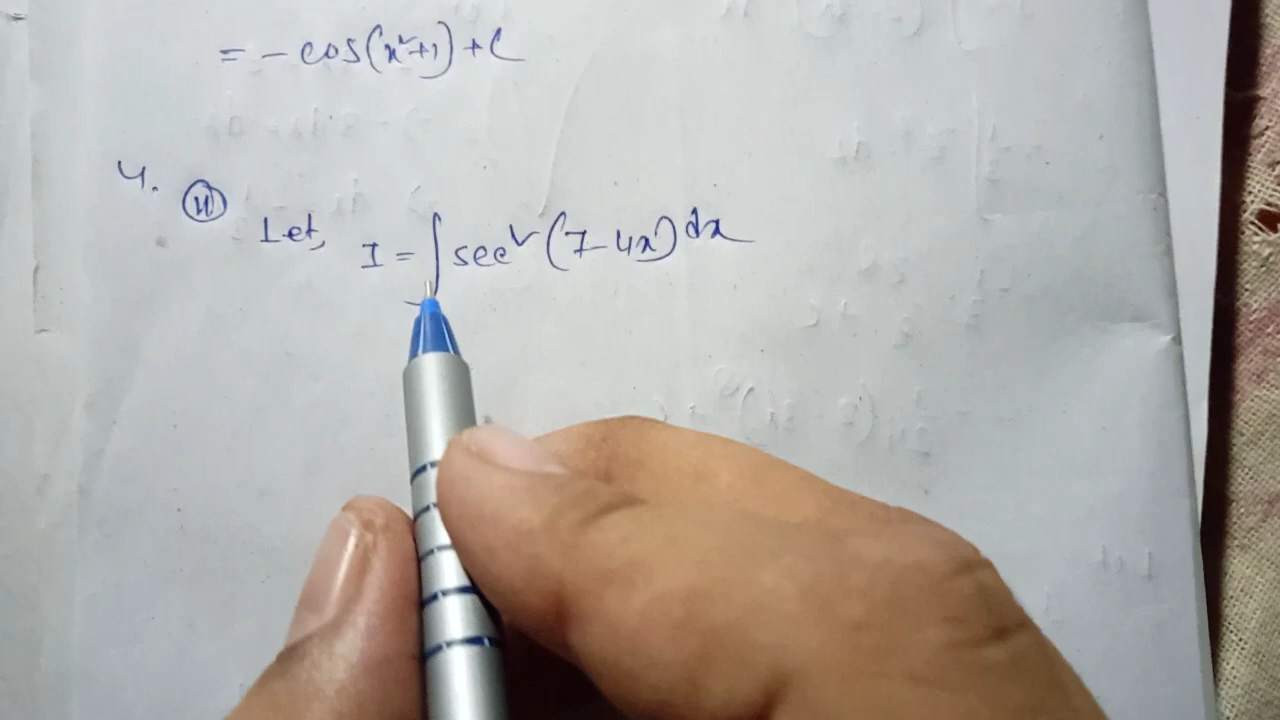 = - cos(x²+1) + C
4.
(ii) Let, I = ∫ sec² (7-4x) dx